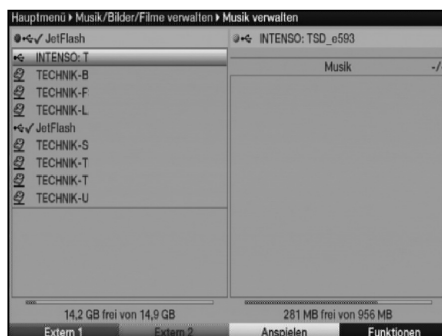 Hauptmenü Musik/Bilder/Filme verwalten Musik verwalten
JetFlash
INTENSO: T
TECHNIK-B
TECHNIK-F
TECHNIK-L
JetFlash
TECHNIK-S
TECHNIK-T
TECHNIK-T
TECHNIK-U
14,2 GB frei von 14,9 GB
INTENSO: TSD_e593
Musik -/
281 MB frei von 956 MB
Extern 1 Extern 2 Anspielen Funktionen